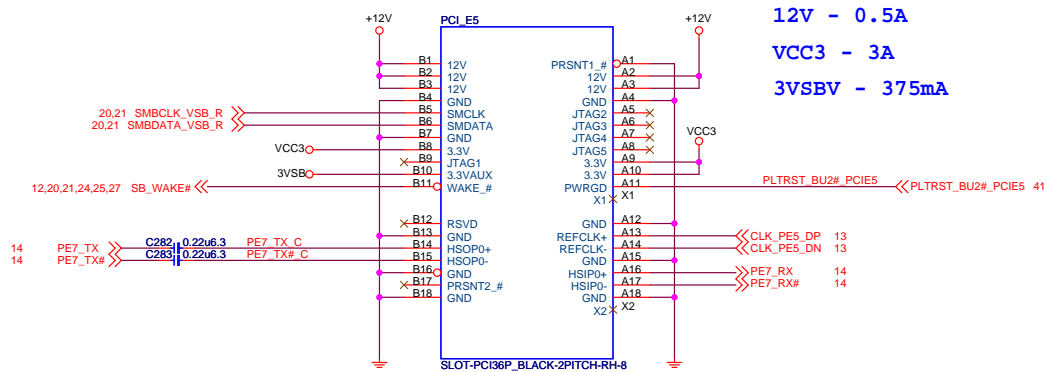 12V - 0.5A
VCC3 - 3A
3VSBV - 375mA
+12V
PCI_E5
+12V
B1 12V PRSNT1_# A1
B2 12V 12V A2
B3 12V 12V A3
B4 GND GND A4
20,21 SMBCLK_VSB_R B5 SMCLK JTAG2 A5
20,21 SMBDATA_VSB_R B6 SMDATA JTAG3 A6
B7 GND JTAG4 A7
VCC3 B8 3.3V JTAG5 A8 VCC3
B9 JTAG1 3.3V A9
3VSB B10 3.3VAUX 3.3V A10
12,20,21,24,25,27 SB_WAKE# B11 WAKE_# PWRGD A11 PLTRST_BU2#_PCIE5 PLTRST_BU2#_PCIE5 41
X1 X1
B12 RSVD GND A12
B13 GND REFCLK+ A13 CLK_PE5_DP 13
14 PE7_TX C282 0.22u6.3 PE7_TX_C B14 HSOP0+ REFCLK- A14 CLK_PE5_DN 13
14 PE7_TX# C283 0.22u6.3 PE7_TX#_C B15 HSOP0- GND A15
B16 GND HSIP0+ A16 PE7_RX 14
B17 PRSNT2_# HSIP0- A17 PE7_RX# 14
B18 GND GND A18
X2 X2
SLOT-PCI36P_BLACK-2PITCH-RH-8